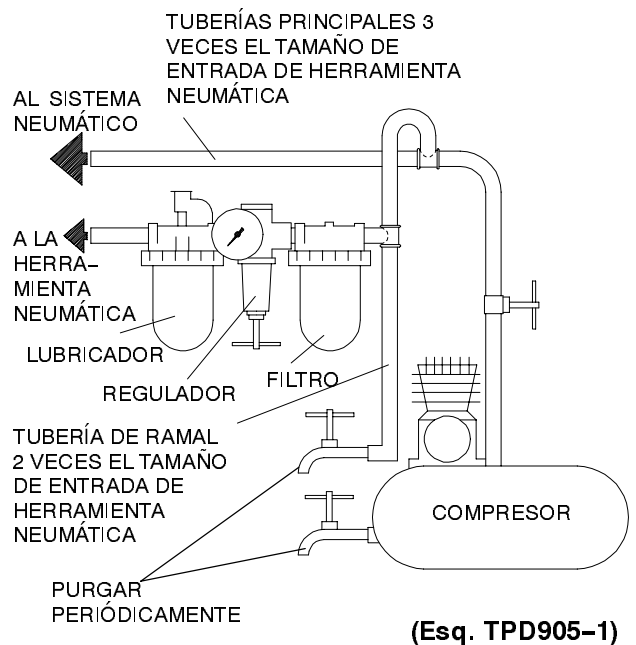 TUBERÍAS PRINCIPALES 3
VECES EL TAMAÑO DE
ENTRADA DE HERRAMIENTA
NEUMÁTICA
AL SISTEMA
NEUMÁTICO
A LA
HERRA–
MIENTA
NEUMÁTICA
LUBRICADOR
REGULADOR
FILTRO
TUBERÍA DE RAMAL
2 VECES EL TAMAÑO
DE ENTRADA DE
HERRAMIENTA
NEUMÁTICA
COMPRESOR
PURGAR
PERIÓDICAMENTE
(Esq. TPD905–1)